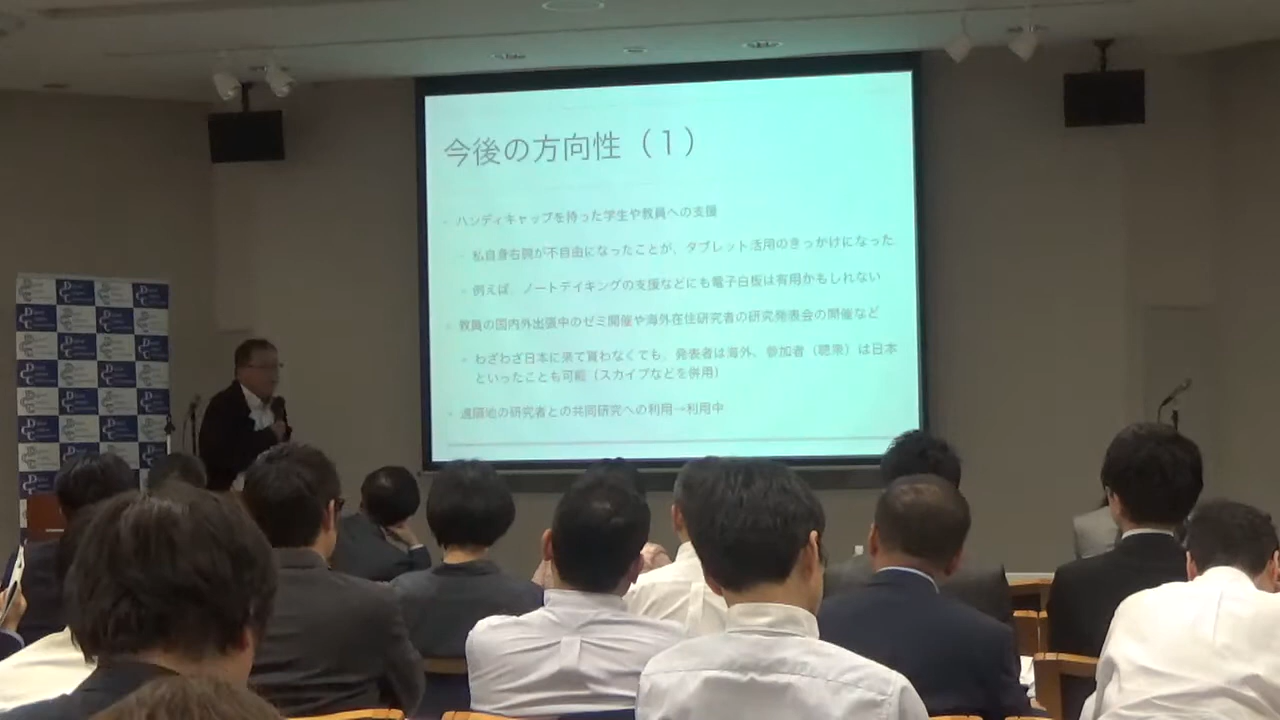 今後の方向性（１）
ハンディキャップを持った学生や教員への支援
私自身右腕が不自由になったことが、タブレット活用のきっかけになった
例えば、ノートテイキングの支援などにも電子白板は有用かもしれない
教員の国内外出張中のゼミ開催や海外在住研究者の研究発表会の開催など
わざわざ日本に来て貰わなくても、発表者は海外、参加者（聴衆）は日本
といったことも可能（スカイプなどを併用）
遠隔地の研究者との共同研究への利用→利用中